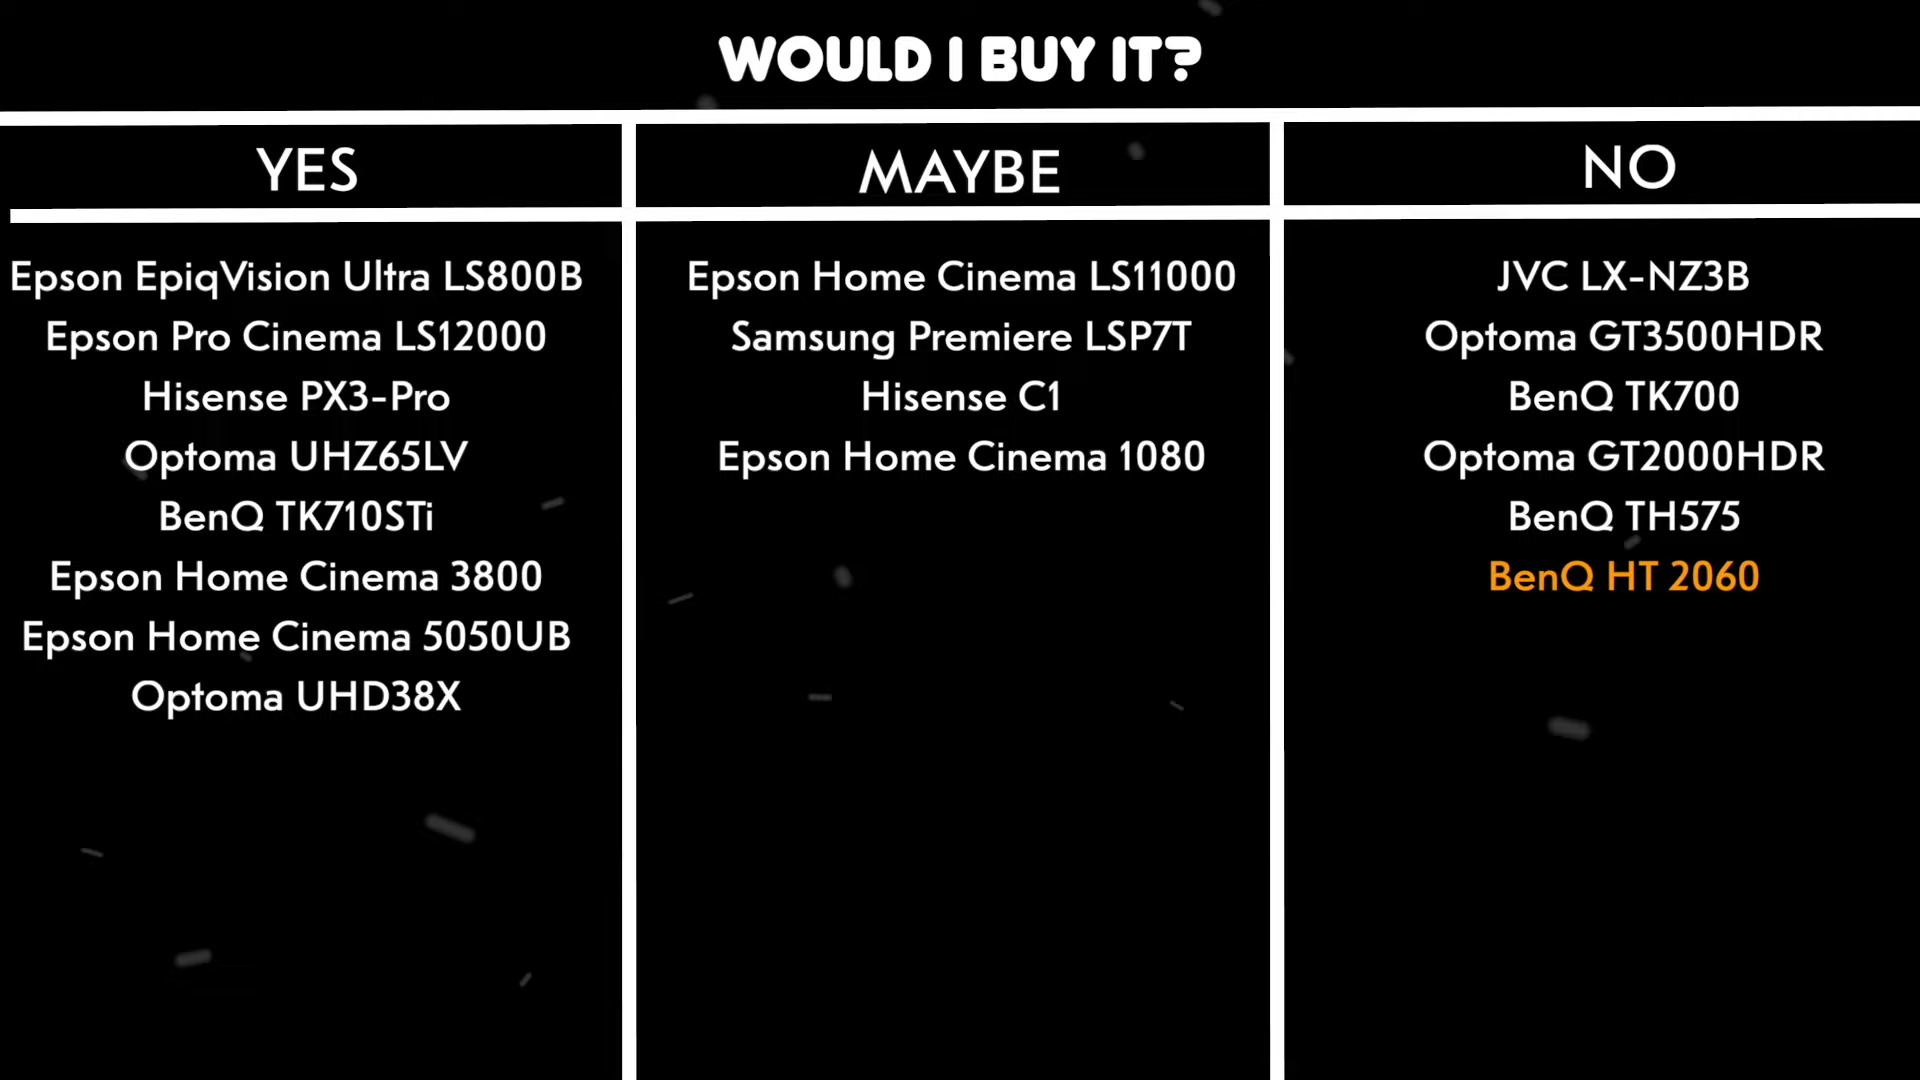 WOULD I BUY IT?
YES
Epson EpiqVision Ultra LS800B
Epson Pro Cinema LS12000
Hisense PX3-Pro
Optoma UHZ65LV
BenQ TK710STi
Epson Home Cinema 3800
Epson Home Cinema 5050UB
Optoma UHD38X
MAYBE
Epson Home Cinema LS11000
Samsung Premiere LSP7T
Hisense C1
Epson Home Cinema 1080
NO
JVC LX-NZ3B
Optoma GT3500HDR
BenQ TK700
Optoma GT2000HDR
BenQ TH575
BenQ HT 2060